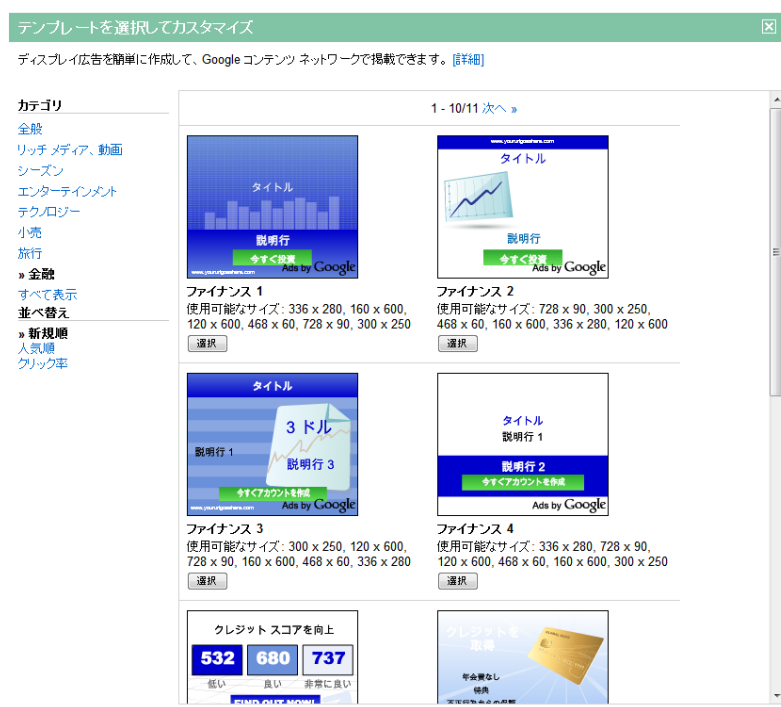 テンプレートを選択してカスタマイズ
ディスプレイ広告を簡単に作成して、Google コンテンツ ネットワークで掲載できます。[詳細]
カテゴリ
全般
リッチ メディア、動画
シーズン
エンターテインメント
テクノロジー
小売
旅行
» 金融
すべて表示
並べ替え
» 新規順
人気順
クリック率
1 - 10/11 次へ »
タイトル
説明行
今すぐ投資
www.yoururlgoeshere.com
Ads by Google
ファイナンス 1
使用可能なサイズ: 336 x 280, 160 x 600,
120 x 600, 468 x 60, 728 x 90, 300 x 250
選択
www.yoururlgoeshere.com
タイトル
説明行
今すぐ投資
Ads by Google
ファイナンス 2
使用可能なサイズ: 728 x 90, 300 x 250,
468 x 60, 160 x 600, 336 x 280, 120 x 600
選択
タイトル
3 ドル
説明行 1
説明行 3
今すぐアカウントを作成
www.yoururlgoeshere.com
Ads by Google
ファイナンス 3
使用可能なサイズ: 300 x 250, 120 x 600,
728 x 90, 160 x 600, 468 x 60, 336 x 280
選択
タイトル
説明行 1
説明行 2
今すぐアカウントを作成
Ads by Google
ファイナンス 4
使用可能なサイズ: 336 x 280, 728 x 90,
120 x 600, 468 x 60, 160 x 600, 300 x 250
選択
クレジット スコアを向上
532 680 737
低い 良い 非常に良い
FIND OUT NOW!
クレジットを
取得
年会費なし
特典